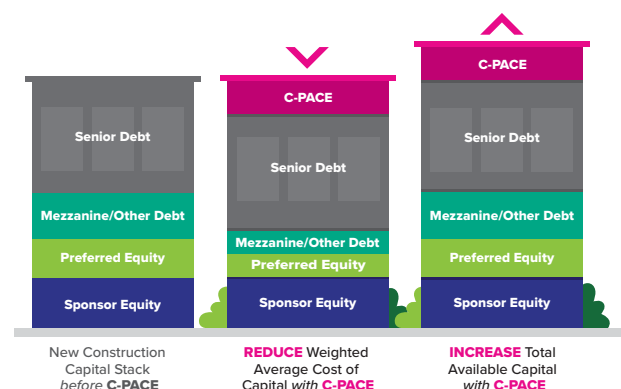 Senior Debt
Mezzanine/Other Debt
Preferred Equity
Sponsor Equity
New Construction
Capital Stack
before C-PACE
C-PACE
Senior Debt
Mezzanine/Other Debt
Preferred Equity
Sponsor Equity
REDUCE Weighted
Average Cost of
Capital with C-PACE
C-PACE
Senior Debt
Mezzanine/Other Debt
Preferred Equity
Sponsor Equity
INCREASE Total
Available Capital
with C-PACE